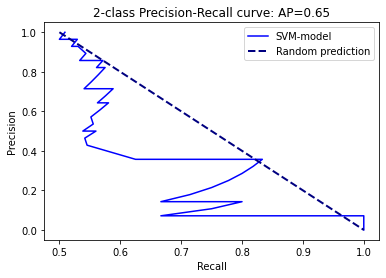 2-class Precision-Recall curve: AP=0.65
SVM-model
Random prediction
Precision
1.0
0.8
0.6
0.4
0.2
0.0
0.5
0.6
0.7
0.8
0.9
1.0
Recall